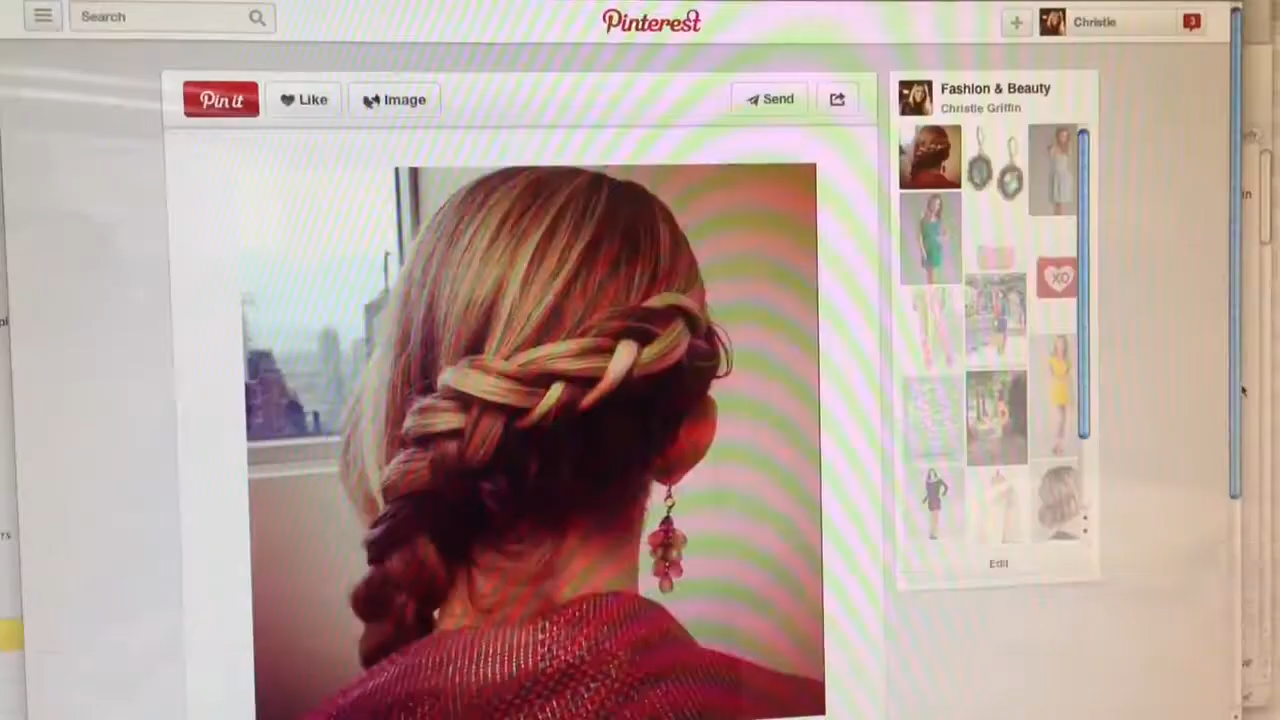 Search
Pinterest
Christie
3
Pin it
Like
Image
Send
Fashion & Beauty
Christie Griffin
XO
Edit